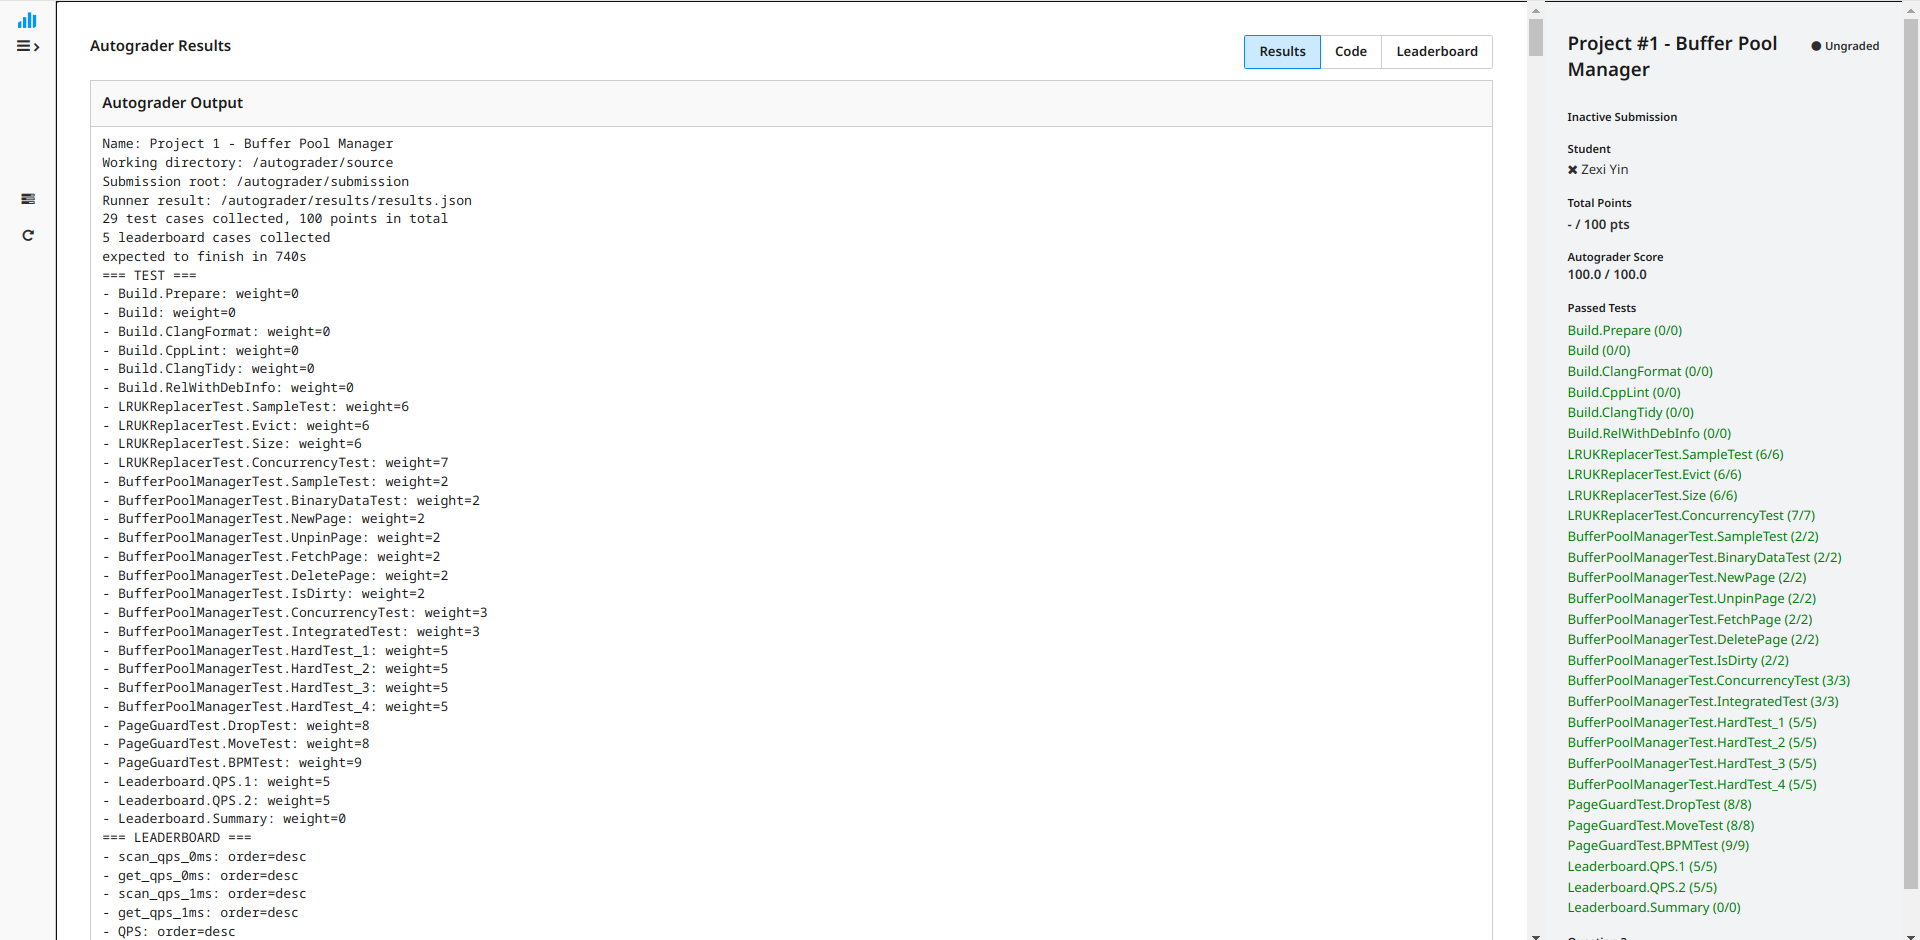 Autograder Results
Results
Code
Leaderboard
Autograder Output
Name: Project 1 - Buffer Pool Manager
Working directory: /autograder/source
Submission root: /autograder/submission
Runner result: /autograder/results/results.json
29 test cases collected, 100 points in total
5 leaderboard cases collected
expected to finish in 740s
=== TEST ===
- Build.Prepare: weight=0
- Build: weight=0
- Build.ClangFormat: weight=0
- Build.CppLint: weight=0
- Build.ClangTidy: weight=0
- Build.RelWithDebInfo: weight=0
- LRUKReplacerTest.SampleTest: weight=6
- LRUKReplacerTest.Evict: weight=6
- LRUKReplacerTest.Size: weight=6
- LRUKReplacerTest.ConcurrencyTest: weight=7
- BufferPoolManagerTest.SampleTest: weight=2
- BufferPoolManagerTest.BinaryDataTest: weight=2
- BufferPoolManagerTest.NewPage: weight=2
- BufferPoolManagerTest.UnpinPage: weight=2
- BufferPoolManagerTest.FetchPage: weight=2
- BufferPoolManagerTest.DeletePage: weight=2
- BufferPoolManagerTest.IsDirty: weight=2
- BufferPoolManagerTest.ConcurrencyTest: weight=3
- BufferPoolManagerTest.IntegratedTest: weight=3
- BufferPoolManagerTest.HardTest_1: weight=5
- BufferPoolManagerTest.HardTest_2: weight=5
- BufferPoolManagerTest.HardTest_3: weight=5
- BufferPoolManagerTest.HardTest_4: weight=5
- PageGuardTest.DropTest: weight=8
- PageGuardTest.MoveTest: weight=8
- PageGuardTest.BPMTest: weight=9
- Leaderboard.QPS.1: weight=5
- Leaderboard.QPS.2: weight=5
- Leaderboard.Summary: weight=0
=== LEADERBOARD ===
- scan_qps_0ms: order=desc
- get_qps_0ms: order=desc
- scan_qps_1ms: order=desc
- get_qps_1ms: order=desc
- QPS: order=desc
Project #1 - Buffer Pool
Manager
Ungraded
Inactive Submission
Student
Zexi Yin
Total Points
- / 100 pts
Autograder Score
100.0 / 100.0
Passed Tests
Build.Prepare (0/0)
Build (0/0)
Build.ClangFormat (0/0)
Build.CppLint (0/0)
Build.ClangTidy (0/0)
Build.RelWithDebInfo (0/0)
LRUKReplacerTest.SampleTest (6/6)
LRUKReplacerTest.Evict (6/6)
LRUKReplacerTest.Size (6/6)
LRUKReplacerTest.ConcurrencyTest (7/7)
BufferPoolManagerTest.SampleTest (2/2)
BufferPoolManagerTest.BinaryDataTest (2/2)
BufferPoolManagerTest.NewPage (2/2)
BufferPoolManagerTest.UnpinPage (2/2)
BufferPoolManagerTest.FetchPage (2/2)
BufferPoolManagerTest.DeletePage (2/2)
BufferPoolManagerTest.IsDirty (2/2)
BufferPoolManagerTest.ConcurrencyTest (3/3)
BufferPoolManagerTest.IntegratedTest (3/3)
BufferPoolManagerTest.HardTest_1 (5/5)
BufferPoolManagerTest.HardTest_2 (5/5)
BufferPoolManagerTest.HardTest_3 (5/5)
BufferPoolManagerTest.HardTest_4 (5/5)
PageGuardTest.DropTest (8/8)
PageGuardTest.MoveTest (8/8)
PageGuardTest.BPMTest (9/9)
Leaderboard.QPS.1 (5/5)
Leaderboard.QPS.2 (5/5)
Leaderboard.Summary (0/0)